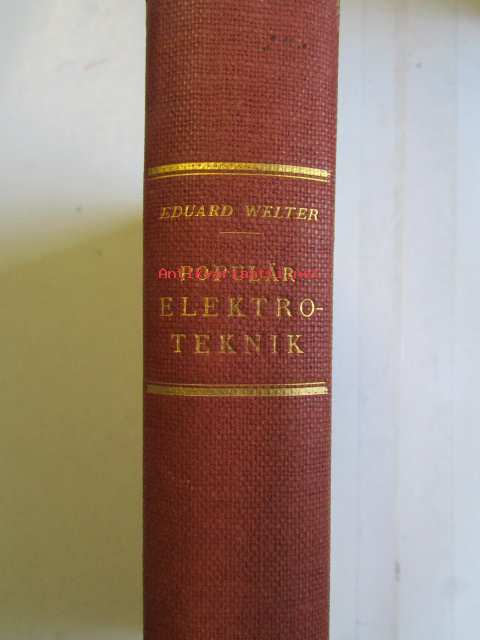 EDUARD WELTER
POPULÄR
ELEKTRO-
TEKNIK